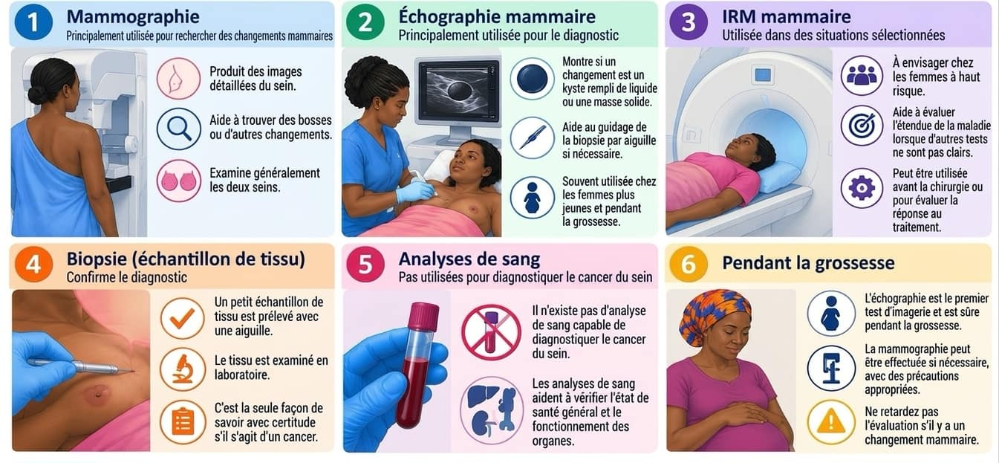 1
Mammographie
Principalement utilisée pour rechercher des changements mammaires
Produit des images
détaillées du sein.
Aide à trouver des bosses
ou d'autres changements.
Examine généralement
les deux seins.
2
Échographie mammaire
Principalement utilisée pour le diagnostic
Montre si un
changement est un
kyste rempli de liquide
ou une masse solide.
Aide au guidage de
la biopsie par aiguille
si nécessaire.
Souvent utilisée chez
les femmes plus
jeunes et pendant
la grossesse.
3
IRM mammaire
Utilisée dans des situations sélectionnées
À envisager chez
les femmes à haut
risque.
Aide à évaluer
l'étendue de la maladie
lorsque d'autres tests
ne sont pas clairs.
Peut être utilisée
avant la chirurgie ou
pour évaluer la
réponse au
traitement.
4
Biopsie (échantillon de tissu)
Confirme le diagnostic
Un petit échantillon de
tissu est prélevé avec
une aiguille.
Le tissu est examiné en
laboratoire.
C'est la seule façon de
savoir avec certitude
s'il s'agit d'un cancer.
5
Analyses de sang
Pas utilisées pour diagnostiquer le cancer du sein
Il n'existe pas d'analyse
de sang capable de
diagnostiquer le cancer
du sein.
Les analyses de sang
aident à vérifier l'état de
santé général et le
fonctionnement des
organes.
6
Pendant la grossesse
L'échographie est le premier
test d'imagerie et est sûre
pendant la grossesse.
La mammographie peut
être effectuée si nécessaire,
avec des précautions
appropriées.
Ne retardez pas
l'évaluation s'il y a un
changement mammaire.